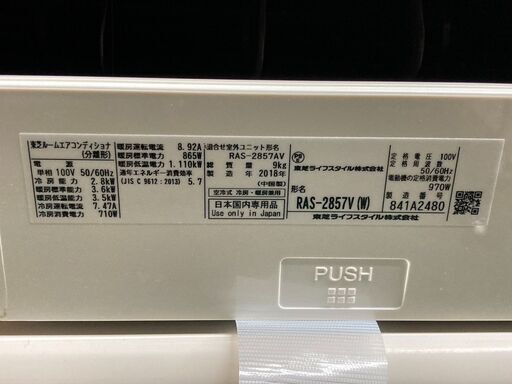 東芝ルームエアコンディショナ
(分離形)
電源
単相 100V 50/60Hz
冷房能力 2.8kW
暖房標準能力 3.6kW
暖房低温能力 3.5kW
冷房運転電流 7.47A
冷房消費電力 710W
暖房運転電流 8.92A
暖房標準電力 865W
暖房低温電力 1.110kW
通年エネルギー消費効率
(JIS C 9612:2013) 5.7
組合せ室外ユニット形名
RAS-2857AV
総質量 9kg
製造年 2018年
(中国製)
空冷式 冷房・暖房兼用
日本国内専用品
Use only in Japan
東芝ライフスタイル株式会社
形名
RAS-2857V(W)
東芝ライフスタイル株式会社
定格電圧 100V
定格周波数 50/60Hz
電動機の定格消費電力
970W
製造番号
841A2480
PUSH